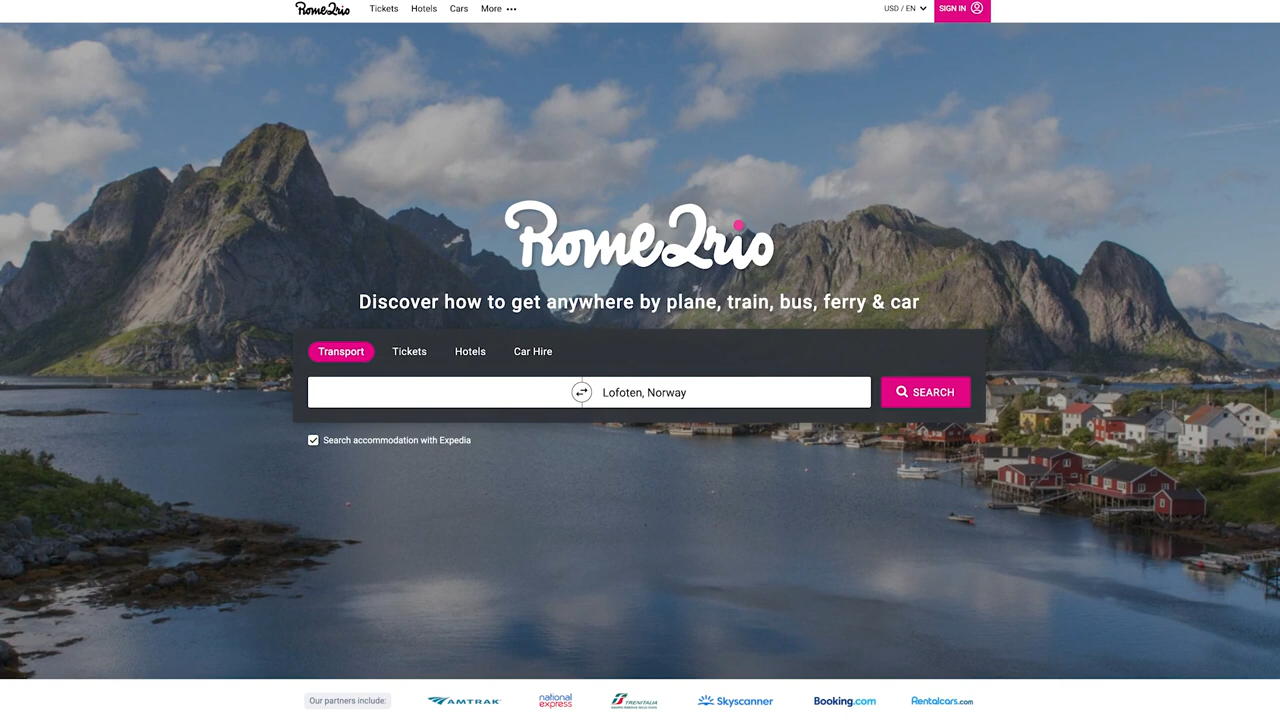 Rome2rio Tickets Hotels Cars More ••• USD / EN SIGN IN
Rome2rio
Discover how to get anywhere by plane, train, bus, ferry & car
Transport Tickets Hotels Car Hire
Lofoten, Norway SEARCH
Search accommodation with Expedia
Our partners include: AMTRAK national express TRENITALIA Skyscanner Booking.com Rentalcars.com